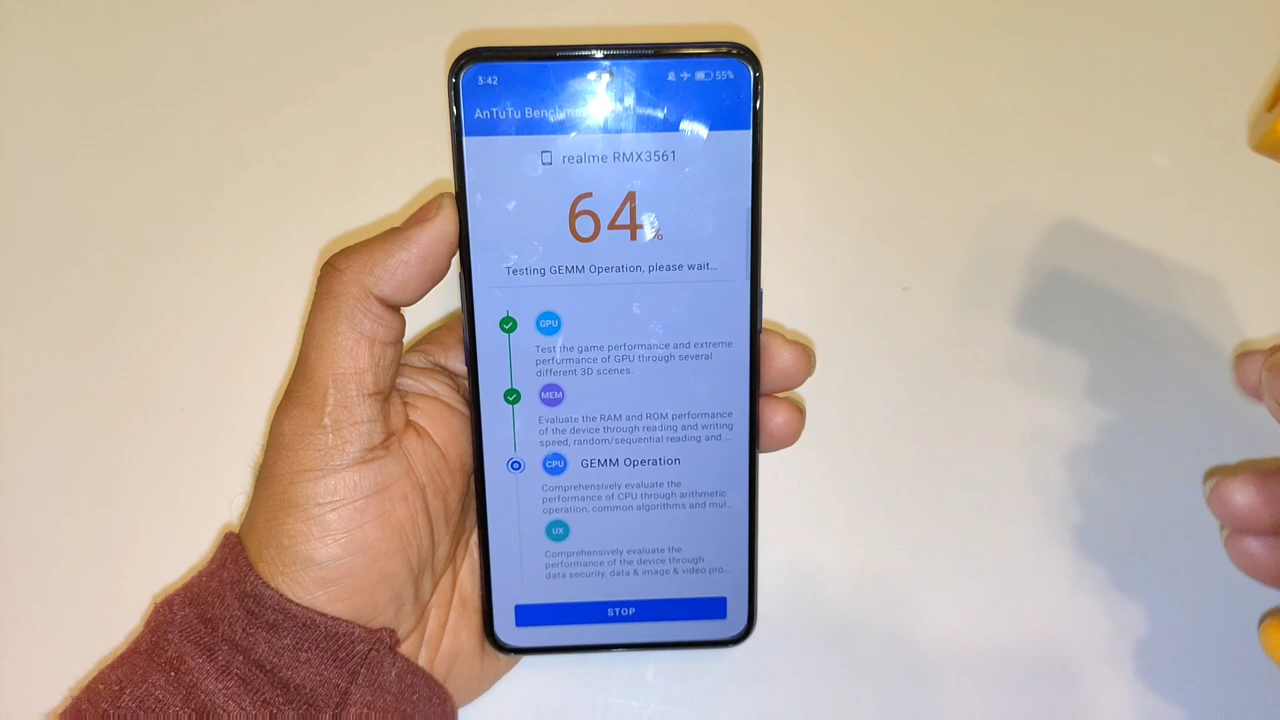 3:42
55%
AnTuTu Benchma
realme RMX3561
64%
Testing GEMM Operation, please wait...
GPU
Test the game performance and extreme
performance of GPU through several
different 3D scenes.
MEM
Evaluate the RAM and ROM performance
of the device through reading and writing
speed, random/sequential reading and ...
CPU GEMM Operation
Comprehensively evaluate the
performance of CPU through arithmetic
operation, common algorithms and mul...
UX
Comprehensively evaluate the
performance of the device through
data security, data & image & video pro...
STOP